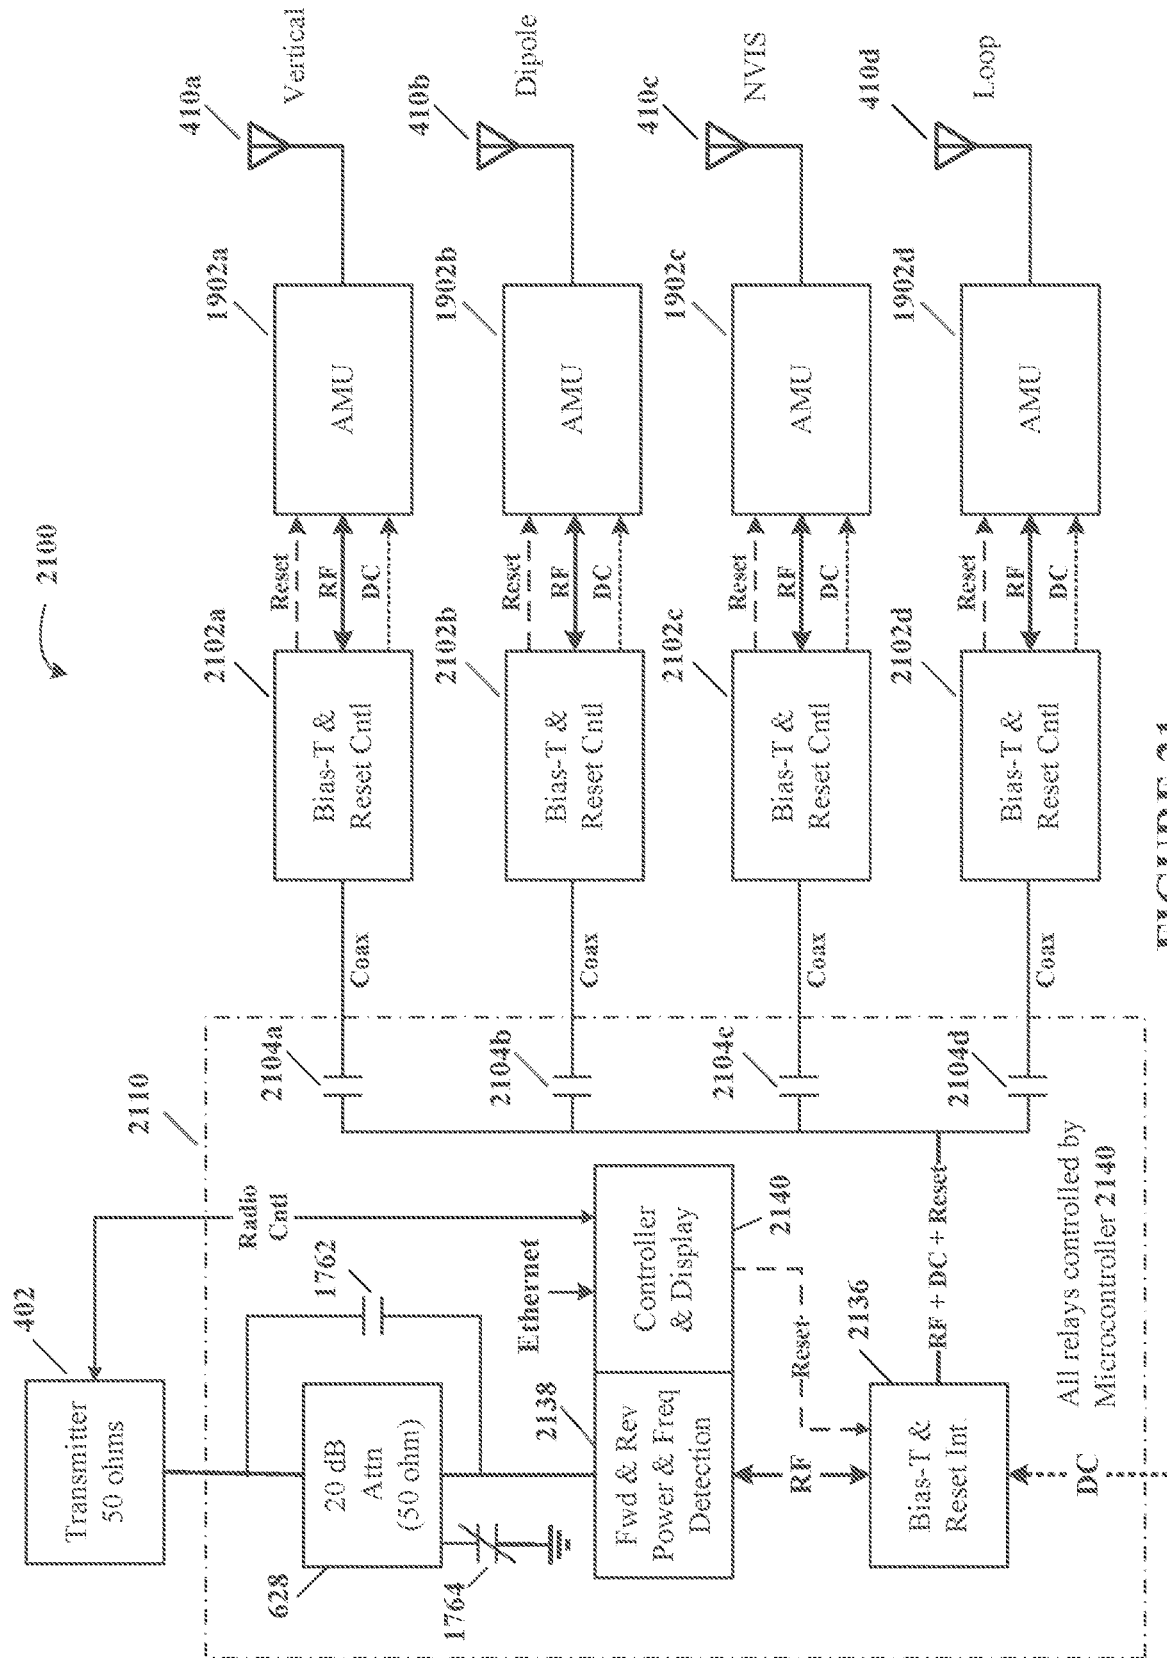 2100
402
Transmitter
50 ohms
2110
Radio
Cntl
1762
20 dB
Attn
(50 ohm)
628
1764
Ethernet
2138
Fwd & Rev
Power & Freq
Detection
Controller
& Display
2140
Reset
RF
2136
Bias-T &
Reset Int.
DC
RF + DC + Reset
All relays controlled by
Microcontroller 2140
2104a
Coax
2102a
Bias-T &
Reset Cntl
Reset
RF
DC
1902a
AMU
410a
Vertical
2104b
Coax
2102b
Bias-T &
Reset Cntl
Reset
RF
DC
1902b
AMU
410b
Dipole
2104c
Coax
2102c
Bias-T &
Reset Cntl
Reset
RF
DC
1902c
AMU
410c
NVIS
2104d
Coax
2102d
Bias-T &
Reset Cntl
Reset
RF
DC
1902d
AMU
410d
Loop
FIGURE 21